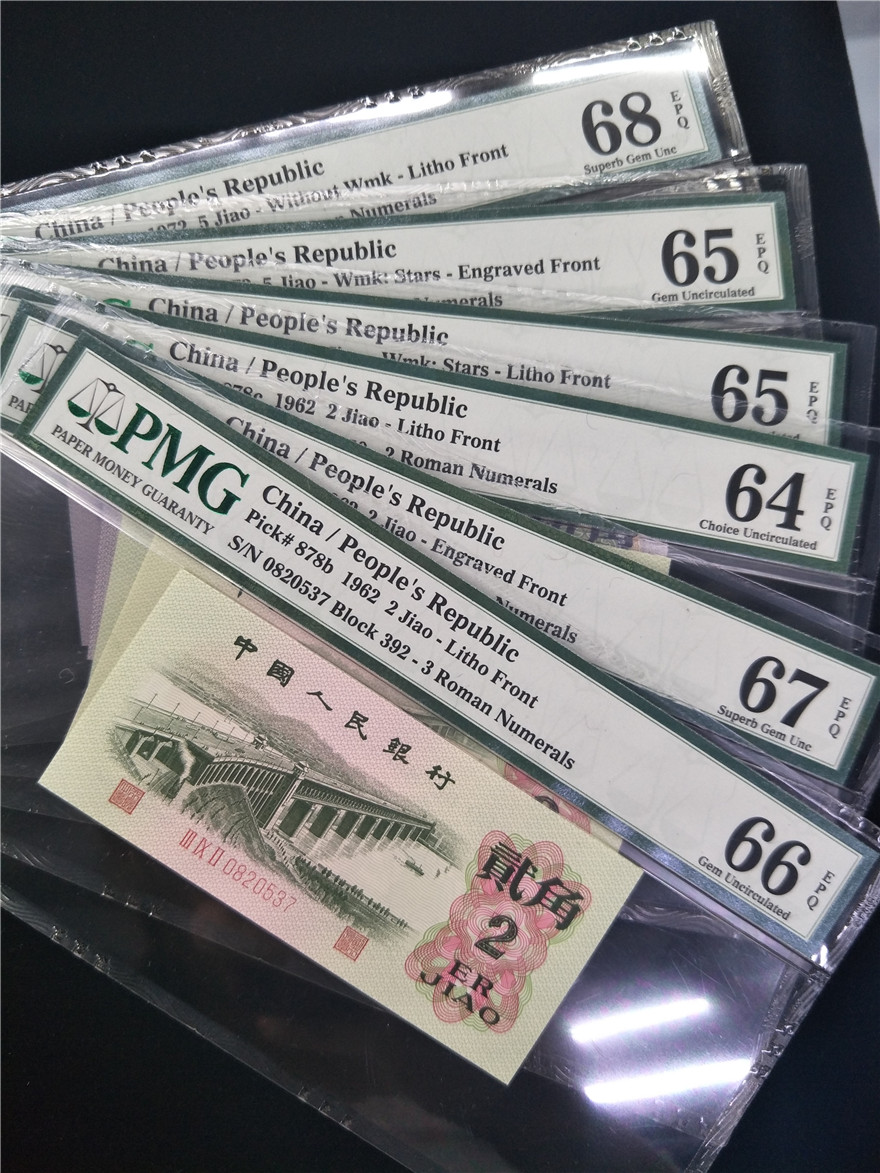 68
EPQ
Superb Gem Unc
China / People's Republic
1972 5 Jiao - Without Wmk - Litho Front
Numerals
65
EPQ
Gem Uncirculated
China / People's Republic
5 Jiao - Wmk: Stars - Engraved Front
Numerals
65
EPQ
China / People's Republic
Wmk: Stars - Litho Front
64
EPQ
Choice Uncirculated
China / People's Republic
1962 2 Jiao - Litho Front
2 Roman Numerals
67
EPQ
Superb Gem Unc
China / People's Republic
2 Jiao - Engraved Front
Numerals
PMG
PAPER MONEY GUARANTY
China / People's Republic
Pick# 878b 1962 2 Jiao - Litho Front
S/N 0820537 Block 392 - 3 Roman Numerals
66
EPQ
Gem Uncirculated
中國人民銀行
III IX II 0820537
貳角
2
ER
JIAO